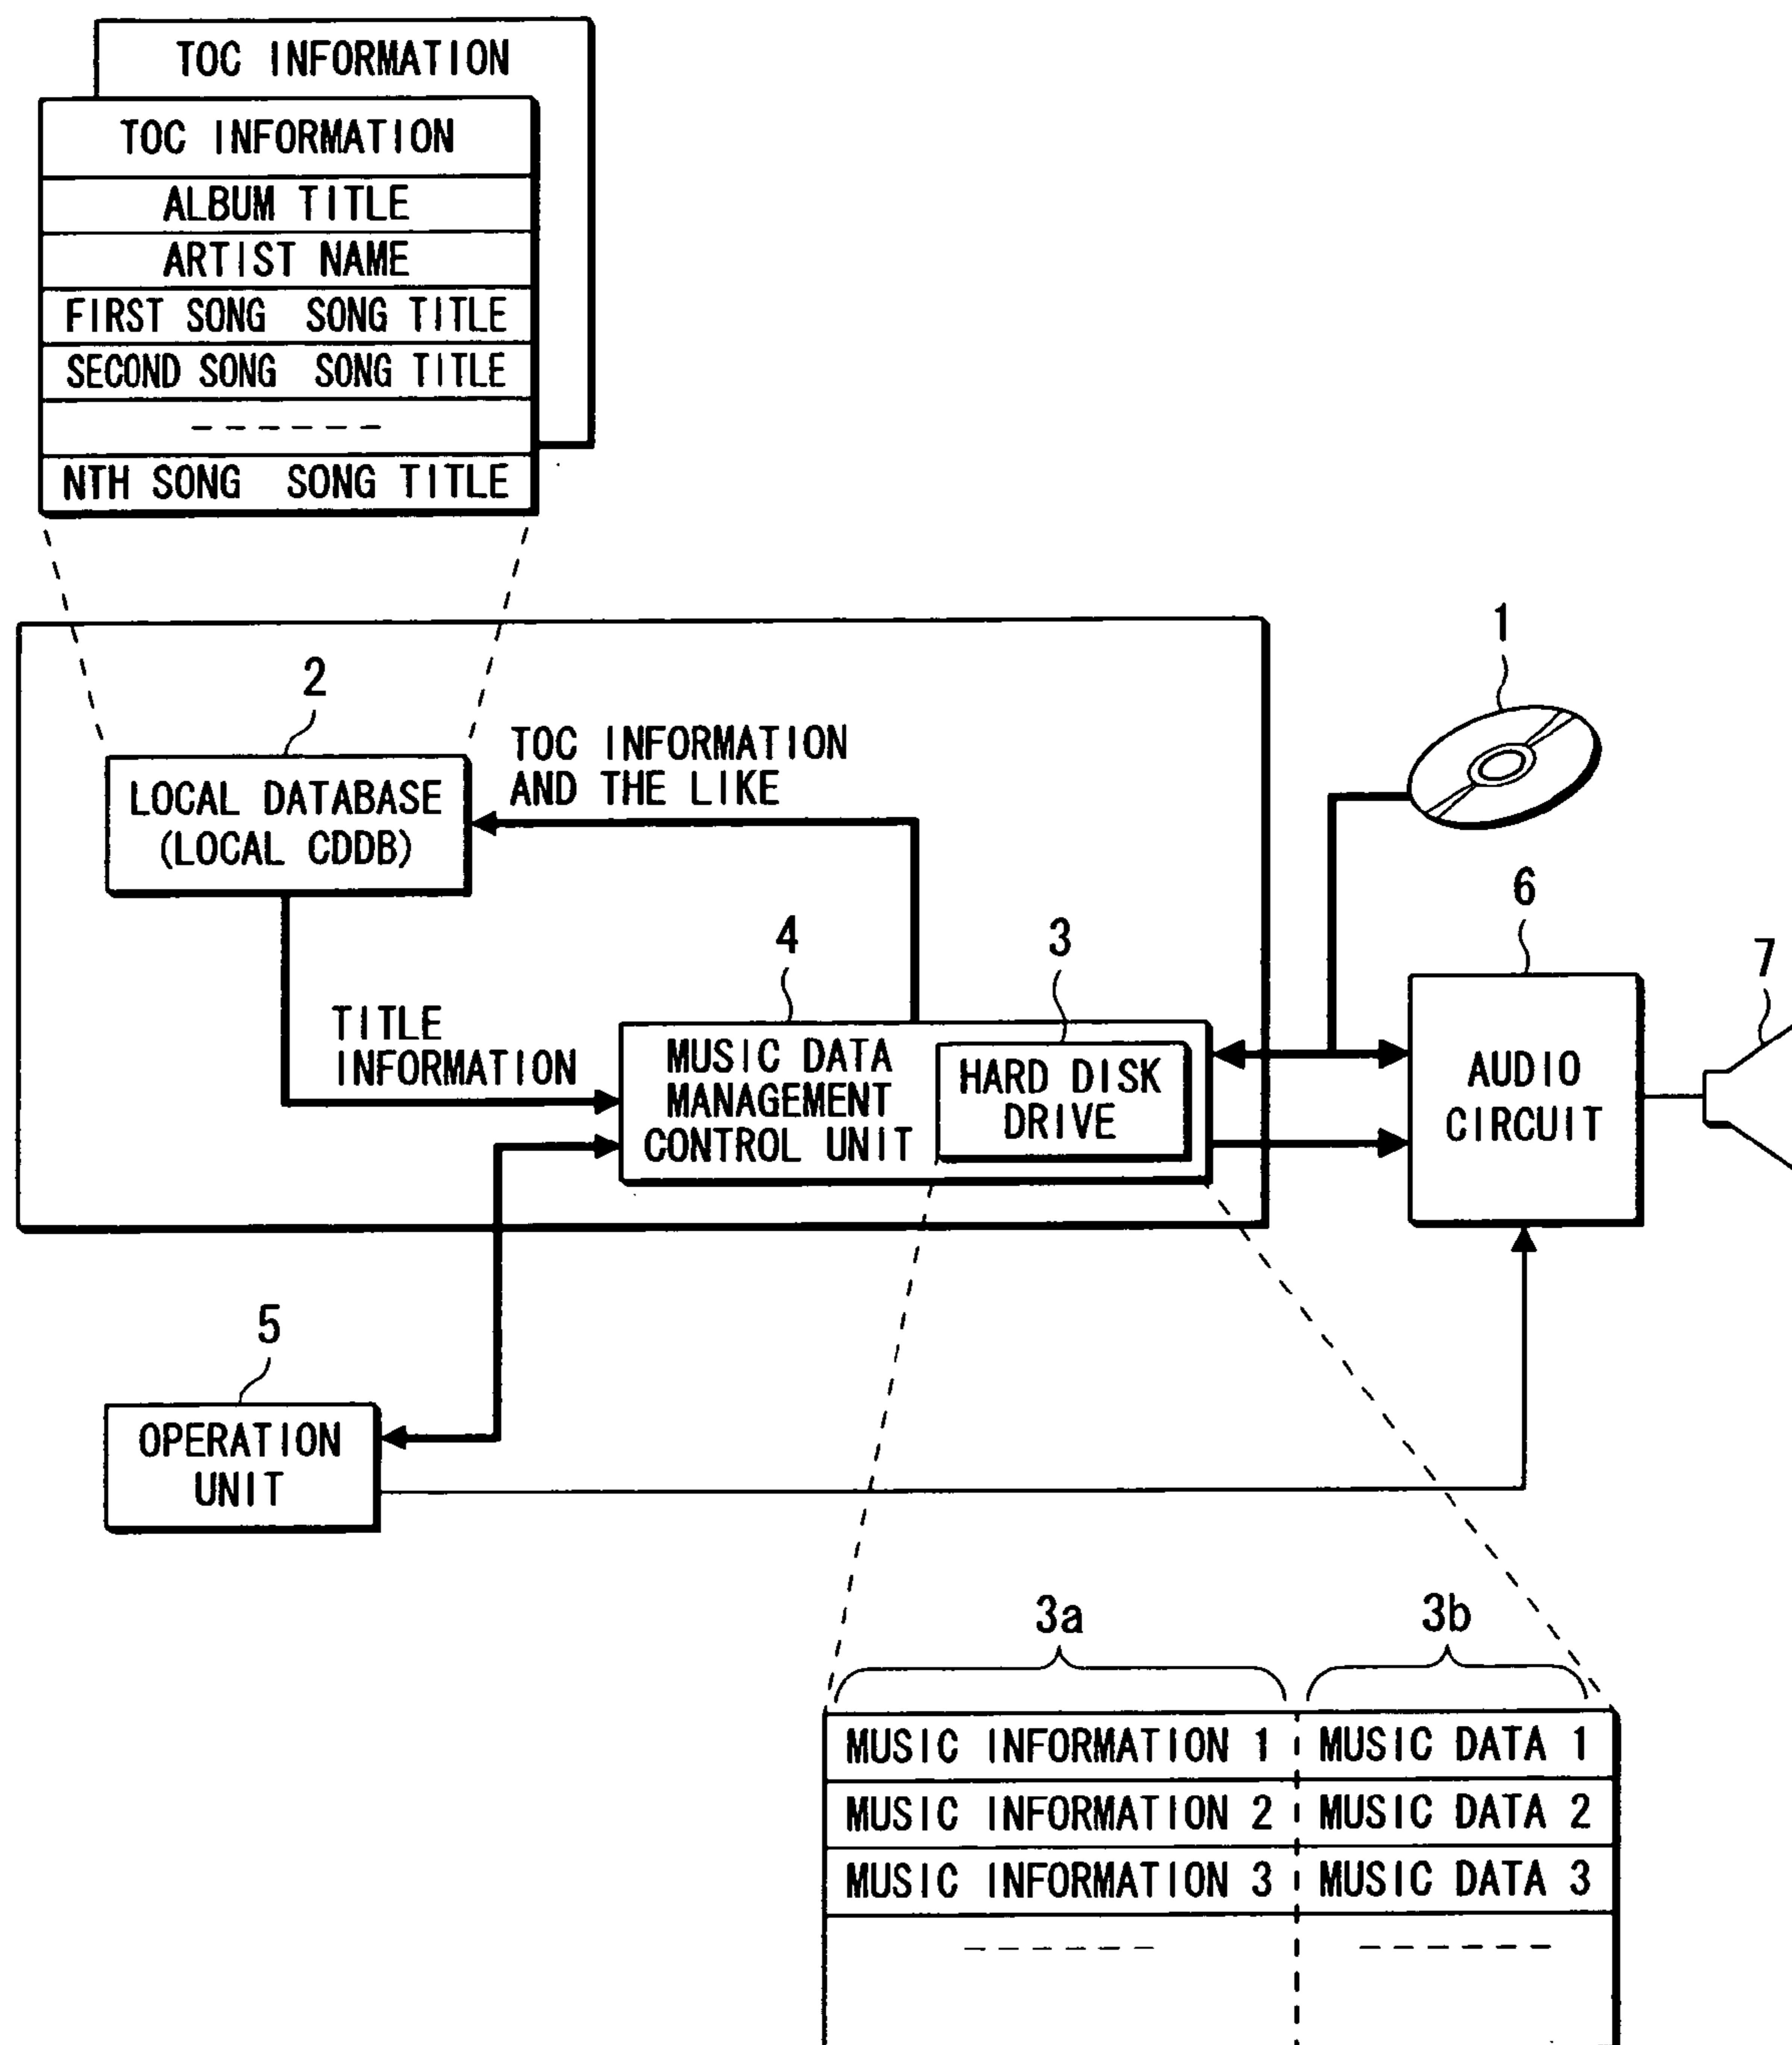 TOC INFORMATION
TOC INFORMATION
ALBUM TITLE
ARTIST NAME
FIRST SONG SONG TITLE
SECOND SONG SONG TITLE
------
NTH SONG SONG TITLE
1
2
TOC INFORMATION
AND THE LIKE
LOCAL DATABASE
(LOCAL CDDB)
6
4
3
7
TITLE
INFORMATION
MUSIC DATA
MANAGEMENT
CONTROL UNIT
HARD DISK
DRIVE
AUDIO
CIRCUIT
5
OPERATION
UNIT
3a
3b
MUSIC INFORMATION 1 MUSIC DATA 1
MUSIC INFORMATION 2 MUSIC DATA 2
MUSIC INFORMATION 3 MUSIC DATA 3
------ ------